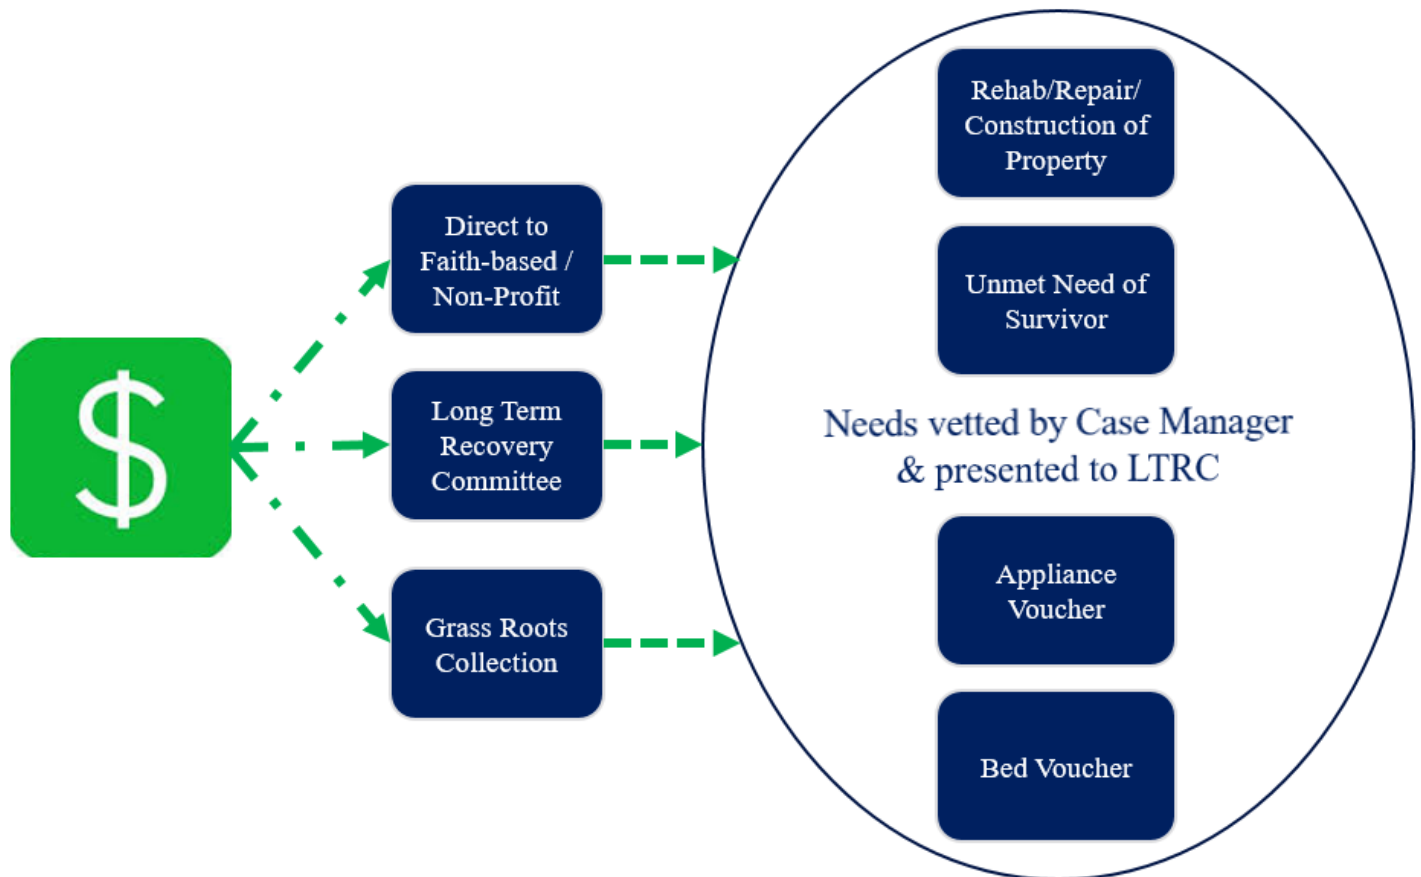 $
Direct to
Faith-based /
Non-Profit
Long Term
Recovery
Committee
Grass Roots
Collection
Rehab/Repair/
Construction of
Property
Unmet Need of
Survivor
Needs vetted by Case Manager
& presented to LTRC
Appliance
Voucher
Bed Voucher